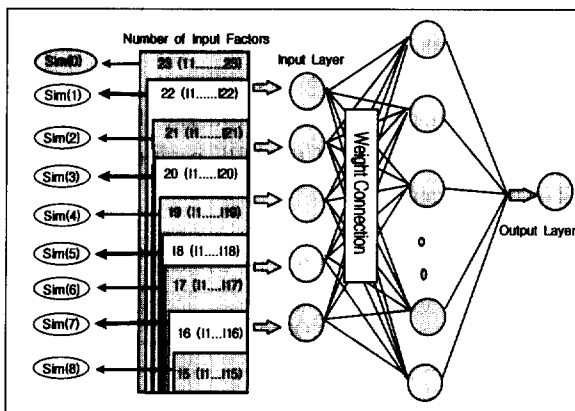 Number of Input Factors
Sim(0)
23 (I1.......23)
Input Layer
Sim(1)
22 (I1......I22)
Sim(2)
21 (I1......I21)
Sim(3)
20 (I1....I20)
Sim(4)
19 (I1....I19)
Sim(5)
18 (I1....I18)
Sim(6)
17 (I1....I17)
Sim(7)
16 (I1...I16)
Sim(8)
15 (I1...I15)
Weight Connection
Output Layer